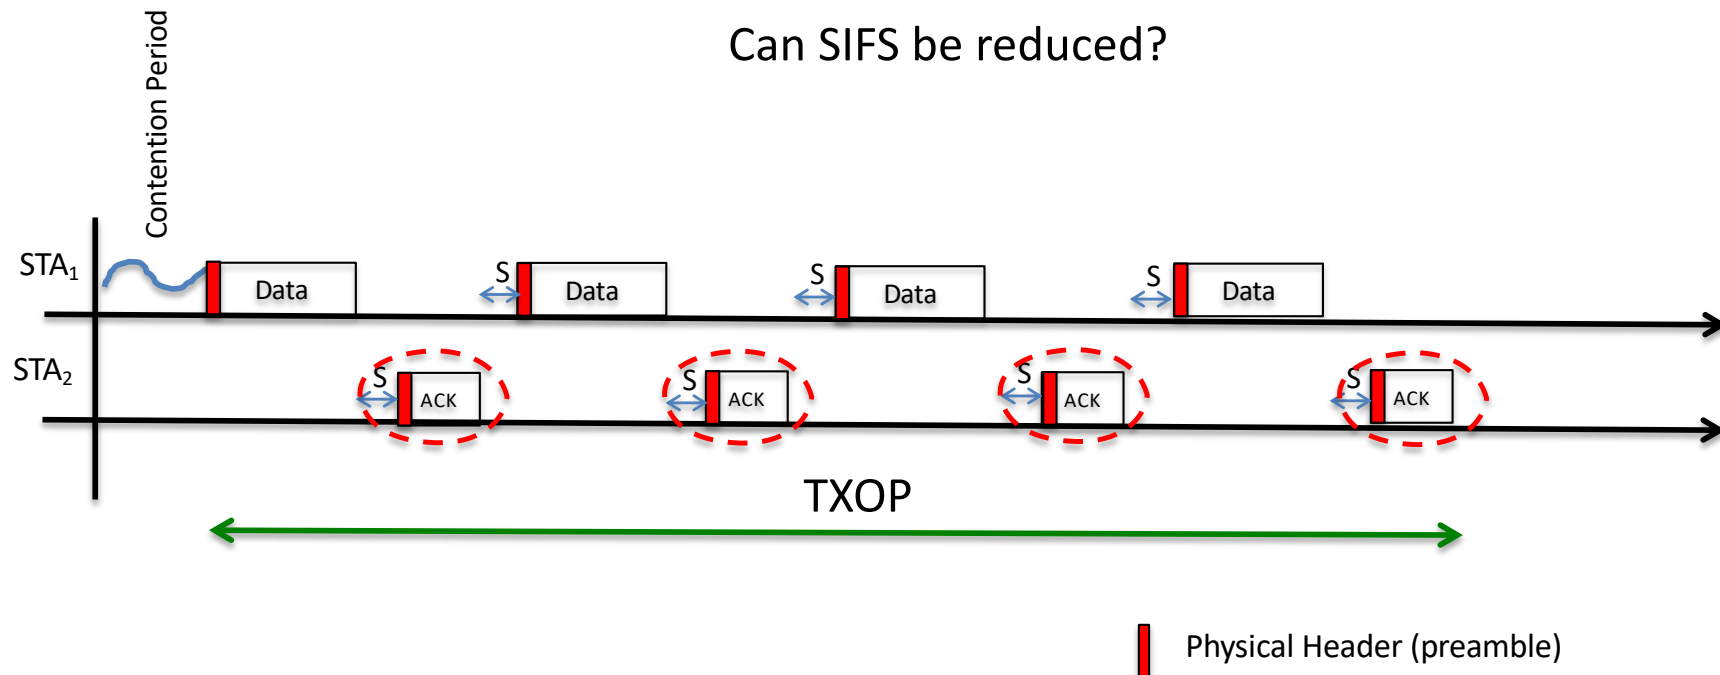 Can SIFS be reduced?
Contention Period
STA1
Data
S
Data
S
Data
S
Data
STA2
S
ACK
S
ACK
S
ACK
S
ACK
TXOP
Physical Header (preamble)